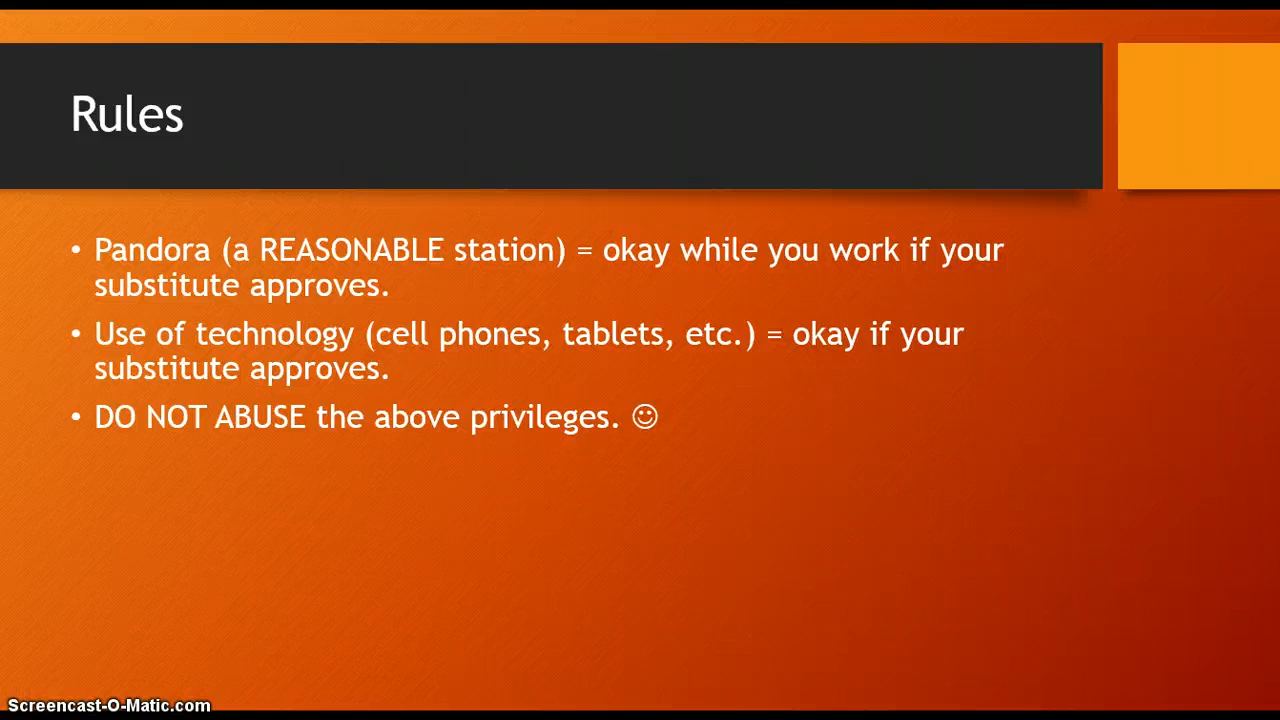 Rules
• Pandora (a REASONABLE station) = okay while you work if your
substitute approves.
• Use of technology (cell phones, tablets, etc.) = okay if your
substitute approves.
• DO NOT ABUSE the above privileges. ☺
Screencast-O-Matic.com